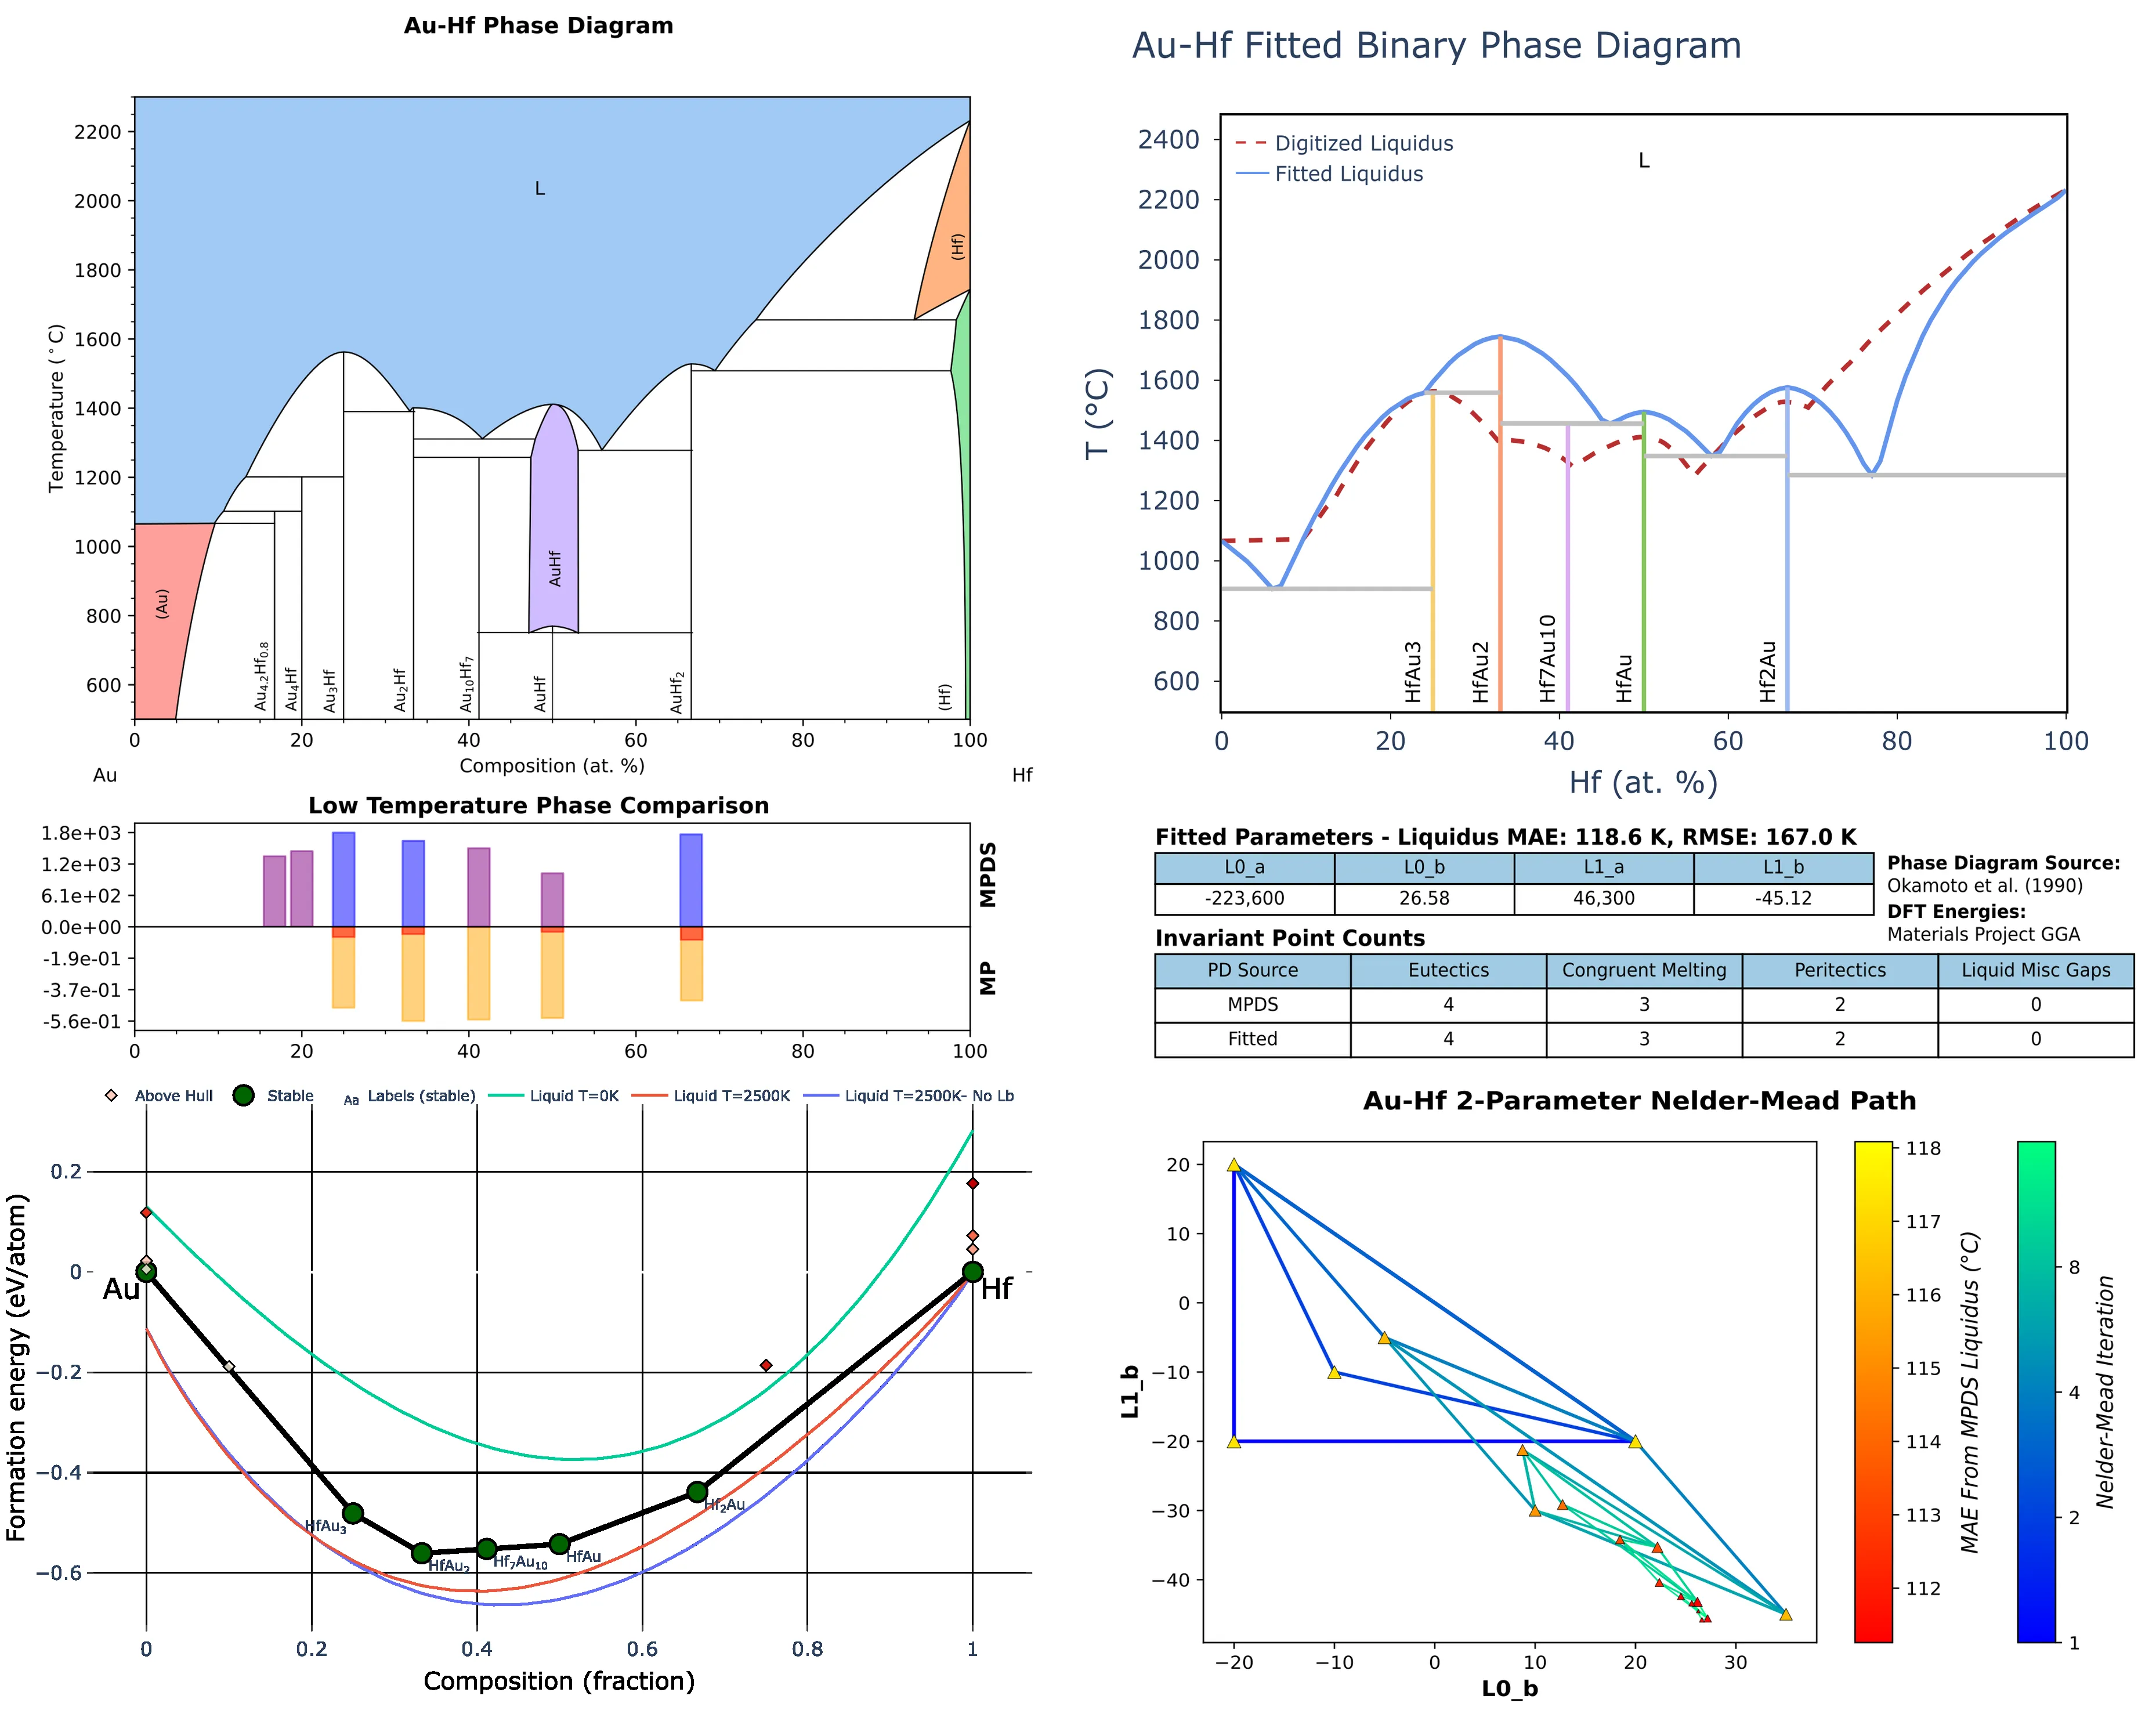 Au-Hf Phase Diagram
2200
2000
1800
1600
1400
1200
1000
800
600
Temperature (°C)
L
(Hf)
(Au)
AuHf
Au4.2Hf0.8
Au4Hf
Au3Hf
Au2Hf
Au10Hf7
AuHf
AuHf2
(Hf)
0 20 40 60 80 100
Composition (at. %)
Au Hf
Au-Hf Fitted Binary Phase Diagram
Digitized Liquidus
Fitted Liquidus
L
2400
2200
2000
1800
1600
1400
1200
1000
800
600
T (°C)
HfAu3
HfAu2
Hf7Au10
HfAu
Hf2Au
0 20 40 60 80 100
Hf (at. %)
Low Temperature Phase Comparison
1.8e+03
1.2e+03
6.1e+02
0.0e+00
-1.9e-01
-3.7e-01
-5.6e-01
MPDS
MP
0 20 40 60 80 100
Fitted Parameters - Liquidus MAE: 118.6 K, RMSE: 167.0 K
L0_a L0_b L1_a L1_b
-223,600 26.58 46,300 -45.12
Phase Diagram Source:
Okamoto et al. (1990)
DFT Energies:
Materials Project GGA
Invariant Point Counts
PD Source Eutectics Congruent Melting Peritectics Liquid Misc Gaps
MPDS 4 3 2 0
Fitted 4 3 2 0
Above Hull Stable Aa Labels (stable) Liquid T=0K Liquid T=2500K Liquid T=2500K- No Lb
0.2
0
−0.2
−0.4
−0.6
Formation energy (eV/atom)
Au
Hf
HfAu3
HfAu2
Hf7Au10
HfAu
Hf2Au
0 0.2 0.4 0.6 0.8 1
Composition (fraction)
Au-Hf 2-Parameter Nelder-Mead Path
20
10
0
−10
−20
−30
−40
L1_b
−20 −10 0 10 20 30
L0_b
118
117
116
115
114
113
112
MAE From MPDS Liquidus (°C)
8
4
2
1
Nelder-Mead Iteration